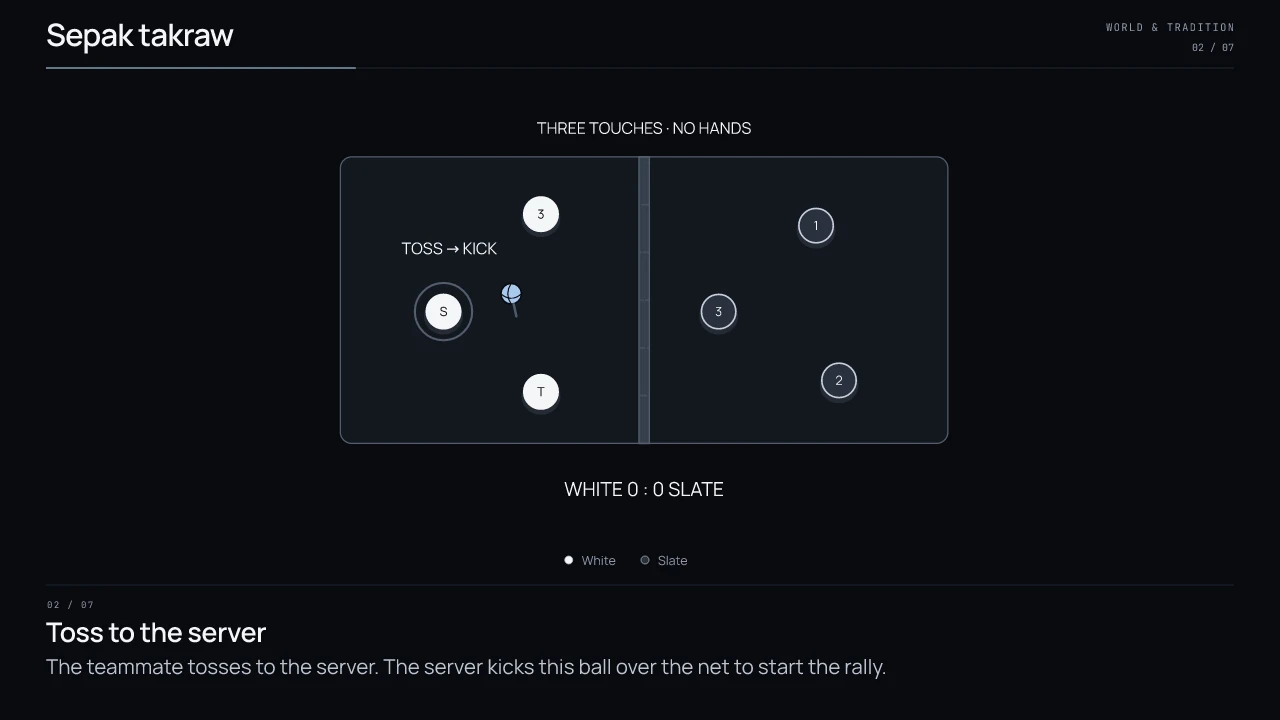 Sepak takraw
WORLD & TRADITION
02 / 07
THREE TOUCHES · NO HANDS
3
1
TOSS → KICK
S
3
T
2
WHITE 0 : 0 SLATE
White
Slate
02 / 07
Toss to the server
The teammate tosses to the server. The server kicks this ball over the net to start the rally.